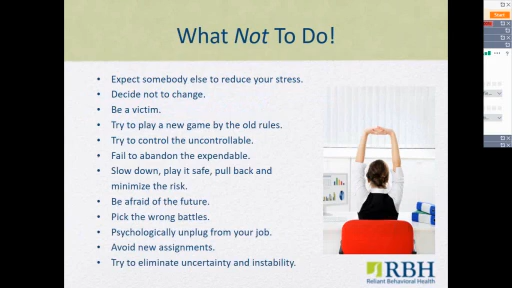 What Not To Do!
• Expect somebody else to reduce your stress.
• Decide not to change.
• Be a victim.
• Try to play a new game by the old rules.
• Try to control the uncontrollable.
• Fail to abandon the expendable.
• Slow down, play it safe, pull back and
minimize the risk.
• Be afraid of the future.
• Pick the wrong battles.
• Psychologically unplug from your job.
• Avoid new assignments.
• Try to eliminate uncertainty and instability.
RBH
Reliant Behavioral Health
Start